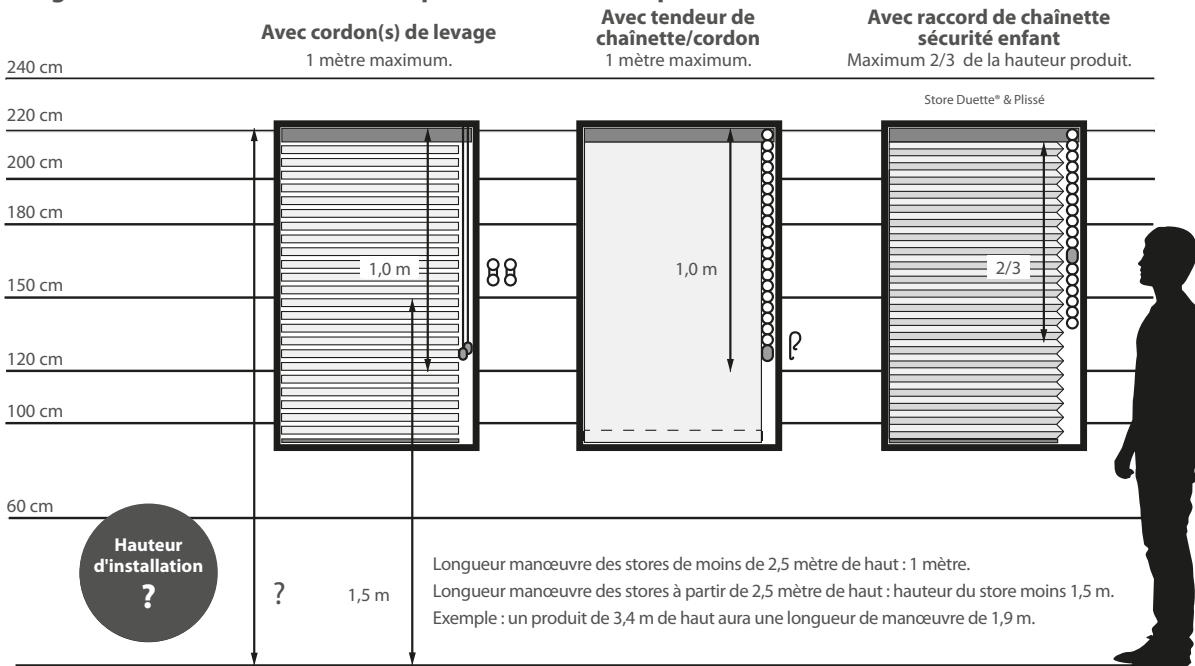 Avec cordon(s) de levage
1 mètre maximum.
Avec tendeur de
chaînette/cordon
1 mètre maximum.
Avec raccord de chaînette
sécurité enfant
Maximum 2/3 de la hauteur produit.
Store Duette® & Plissé
240 cm
220 cm
200 cm
180 cm
150 cm
120 cm
100 cm
60 cm
1,0 m
1,0 m
2/3
Hauteur
d'installation
?
?
1,5 m
Longueur manœuvre des stores de moins de 2,5 mètre de haut : 1 mètre.
Longueur manœuvre des stores à partir de 2,5 mètre de haut : hauteur du store moins 1,5 m.
Exemple : un produit de 3,4 m de haut aura une longueur de manœuvre de 1,9 m.